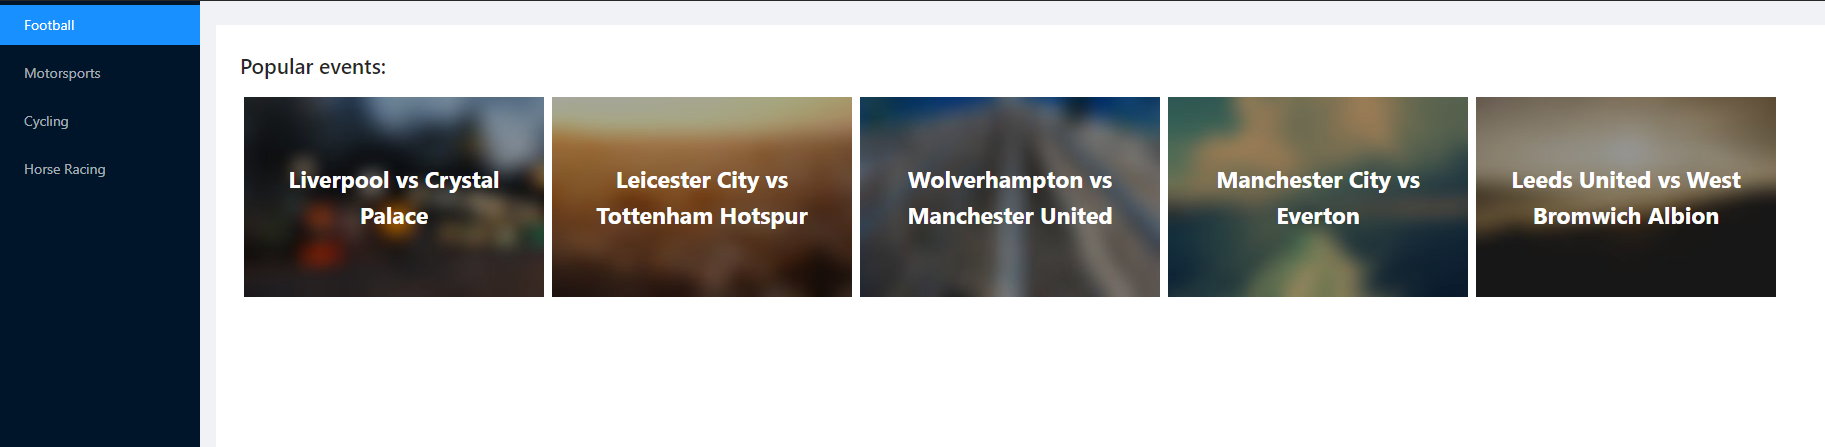 Football
Motorsports
Cycling
Horse Racing
Popular events:
Liverpool vs Crystal
Palace
Leicester City vs
Tottenham Hotspur
Wolverhampton vs
Manchester United
Manchester City vs
Everton
Leeds United vs West
Bromwich Albion